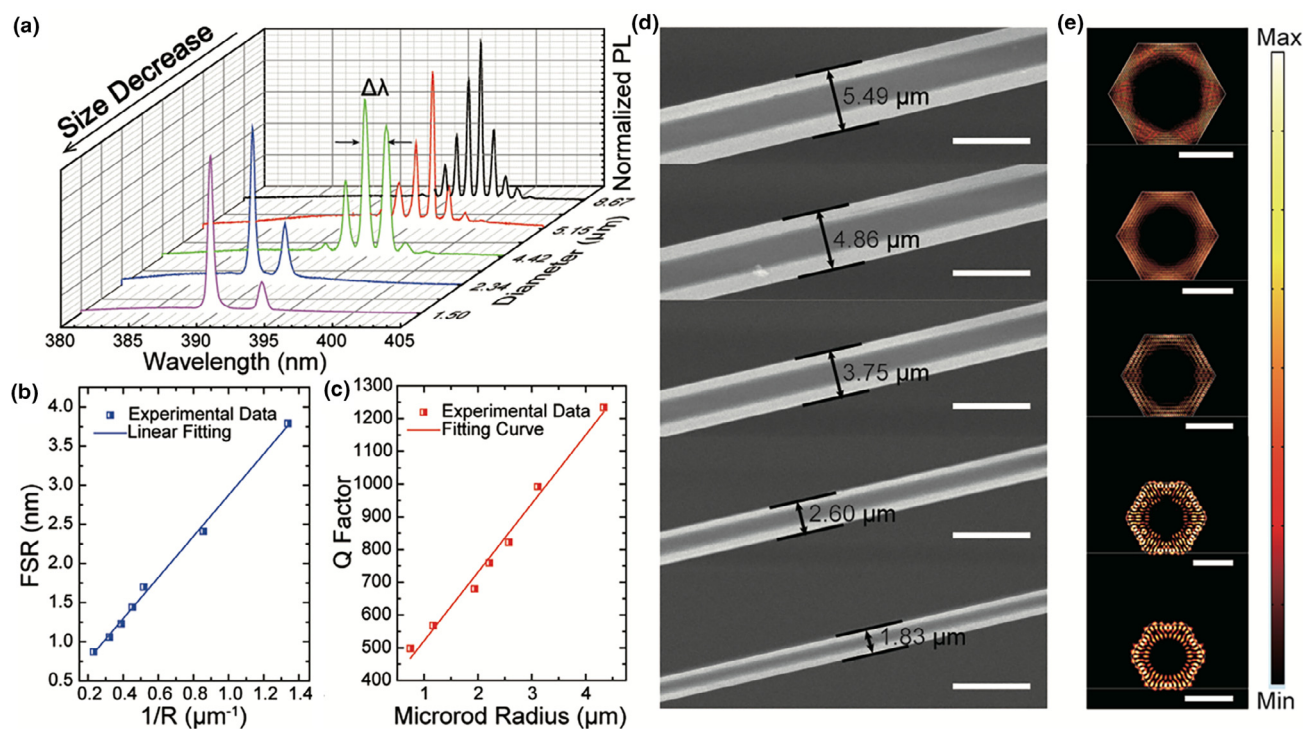 (a)
Size Decrease
Δλ
Normalized PL
8.67
5.15
4.42
2.34
1.50
Diameter (μm)
380 385 390 395 400 405
Wavelength (nm)
(b)
4.0
3.5
3.0
2.5
2.0
1.5
1.0
0.5
FSR (nm)
Experimental Data
Linear Fitting
0.2 0.4 0.6 0.8 1.0 1.2 1.4
1/R (μm⁻¹)
(c)
1300
1200
1100
1000
900
800
700
600
500
400
Q Factor
Experimental Data
Fitting Curve
1 2 3 4
Microrod Radius (μm)
(d)
5.49 μm
4.86 μm
3.75 μm
2.60 μm
1.83 μm
(e)
Max
Min